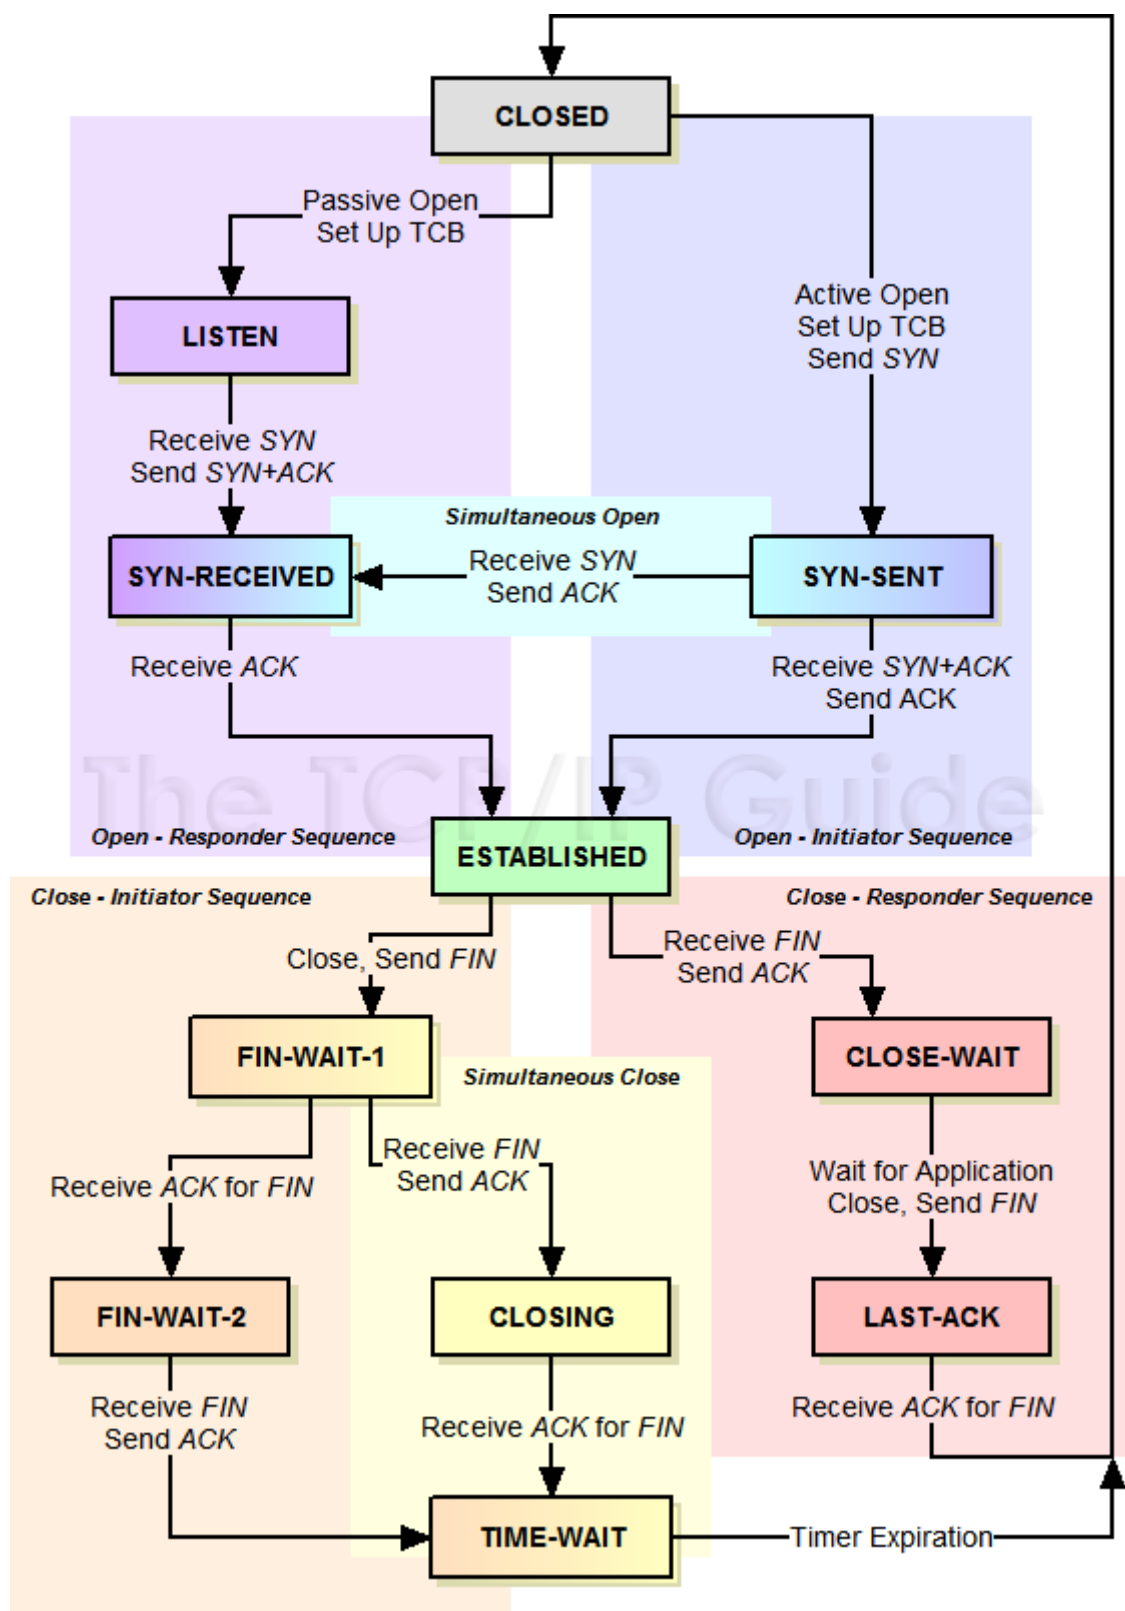 CLOSED
Passive Open
Set Up TCB
Active Open
Set Up TCB
Send SYN
LISTEN
Receive SYN
Send SYN+ACK
Simultaneous Open
SYN-RECEIVED
Receive SYN
Send ACK
SYN-SENT
Receive ACK
Receive SYN+ACK
Send ACK
The TCP/IP Guide
Open - Responder Sequence
Open - Initiator Sequence
ESTABLISHED
Close - Initiator Sequence
Close - Responder Sequence
Close, Send FIN
Receive FIN
Send ACK
FIN-WAIT-1
CLOSE-WAIT
Simultaneous Close
Receive ACK for FIN
Receive FIN
Send ACK
Wait for Application
Close, Send FIN
FIN-WAIT-2
CLOSING
LAST-ACK
Receive FIN
Send ACK
Receive ACK for FIN
Receive ACK for FIN
TIME-WAIT
Timer Expiration